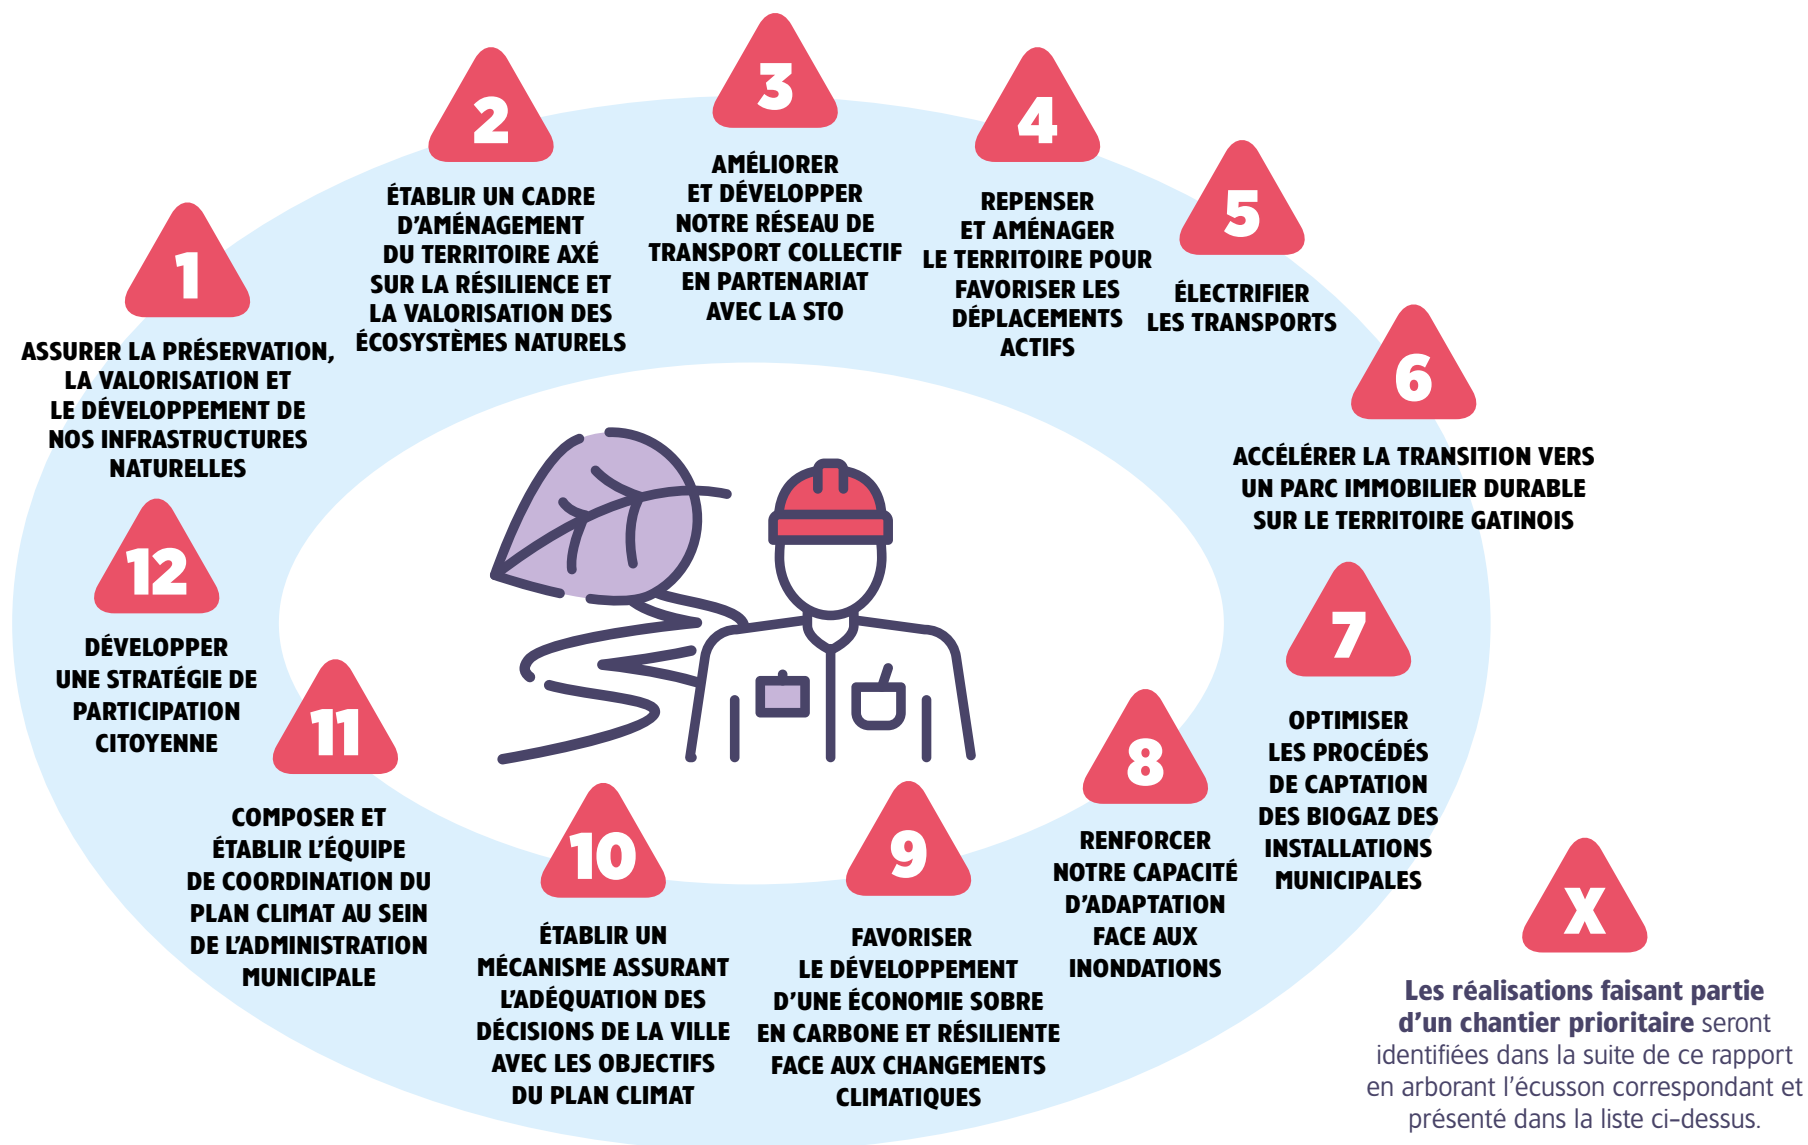 1
ASSURER LA PRÉSERVATION,
LA VALORISATION ET
LE DÉVELOPPEMENT DE
NOS INFRASTRUCTURES
NATURELLES
2
ÉTABLIR UN CADRE
D'AMÉNAGEMENT
DU TERRITOIRE AXÉ
SUR LA RÉSILIENCE ET
LA VALORISATION DES
ÉCOSYSTÈMES NATURELS
3
AMÉLIORER
ET DÉVELOPPER
NOTRE RÉSEAU DE
TRANSPORT COLLECTIF
EN PARTENARIAT
AVEC LA STO
4
REPENSER
ET AMÉNAGER
LE TERRITOIRE POUR
FAVORISER LES
DÉPLACEMENTS
ACTIFS
5
ÉLECTRIFIER
LES TRANSPORTS
6
ACCÉLÉRER LA TRANSITION VERS
UN PARC IMMOBILIER DURABLE
SUR LE TERRITOIRE GATINOIS
7
OPTIMISER
LES PROCÉDÉS
DE CAPTATION
DES BIOGAZ DES
INSTALLATIONS
MUNICIPALES
8
RENFORCER
NOTRE CAPACITÉ
D'ADAPTATION
FACE AUX
INONDATIONS
9
FAVORISER
LE DÉVELOPPEMENT
D'UNE ÉCONOMIE SOBRE
EN CARBONE ET RÉSILIENTE
FACE AUX CHANGEMENTS
CLIMATIQUES
10
ÉTABLIR UN
MÉCANISME ASSURANT
L'ADÉQUATION DES
DÉCISIONS DE LA VILLE
AVEC LES OBJECTIFS
DU PLAN CLIMAT
11
COMPOSER ET
ÉTABLIR L'ÉQUIPE
DE COORDINATION DU
PLAN CLIMAT AU SEIN
DE L'ADMINISTRATION
MUNICIPALE
12
DÉVELOPPER
UNE STRATÉGIE DE
PARTICIPATION
CITOYENNE
X
Les réalisations faisant partie
d'un chantier prioritaire seront
identifiées dans la suite de ce rapport
en arborant l'écusson correspondant et
présenté dans la liste ci-dessus.